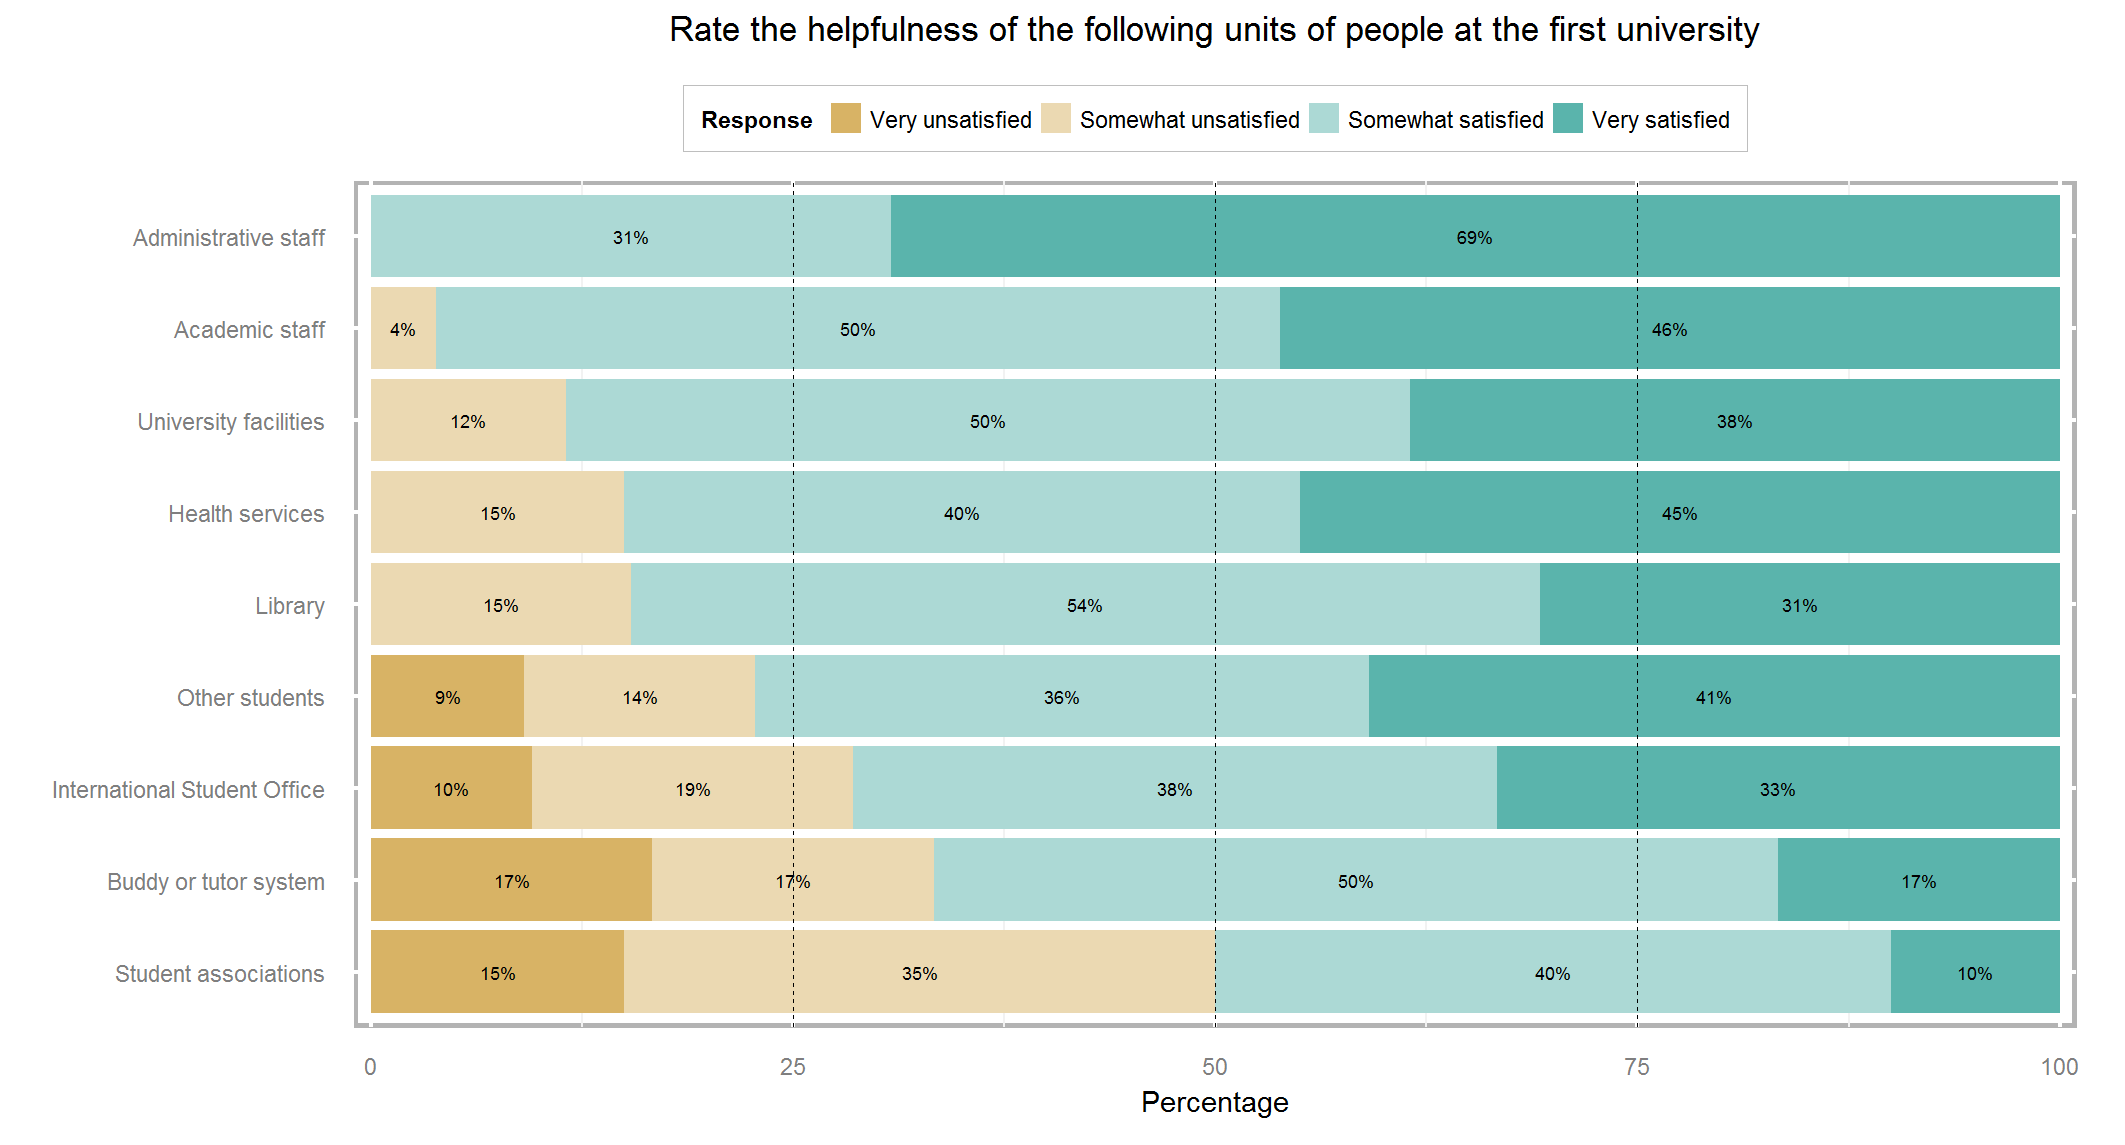 Rate the helpfulness of the following units of people at the first university
Response Very unsatisfied Somewhat unsatisfied Somewhat satisfied Very satisfied
Administrative staff 31% 69%
Academic staff 4% 50% 46%
University facilities 12% 50% 38%
Health services 15% 40% 45%
Library 15% 54% 31%
Other students 9% 14% 36% 41%
International Student Office 10% 19% 38% 33%
Buddy or tutor system 17% 17% 50% 17%
Student associations 15% 35% 40% 10%
0 25 50 75 100
Percentage